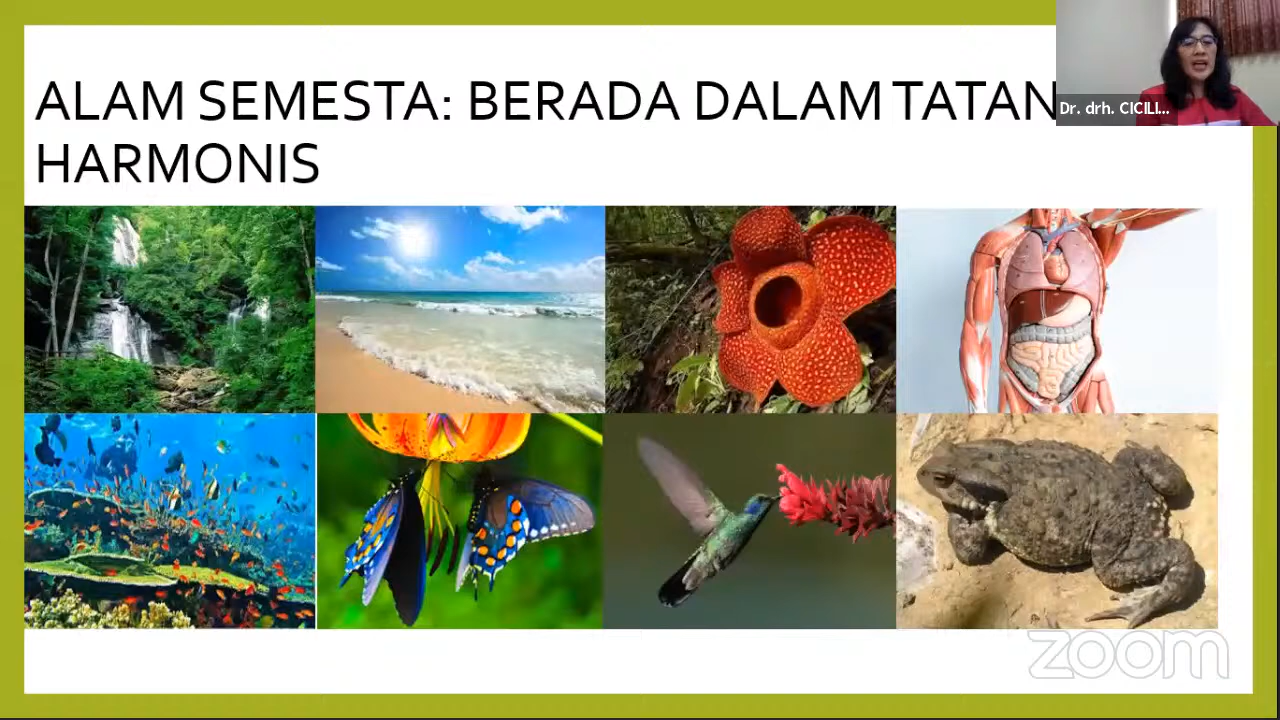 ALAM SEMESTA: BERADA DALAM TATAN
HARMONIS
Dr. drh. CICILI...
zoom